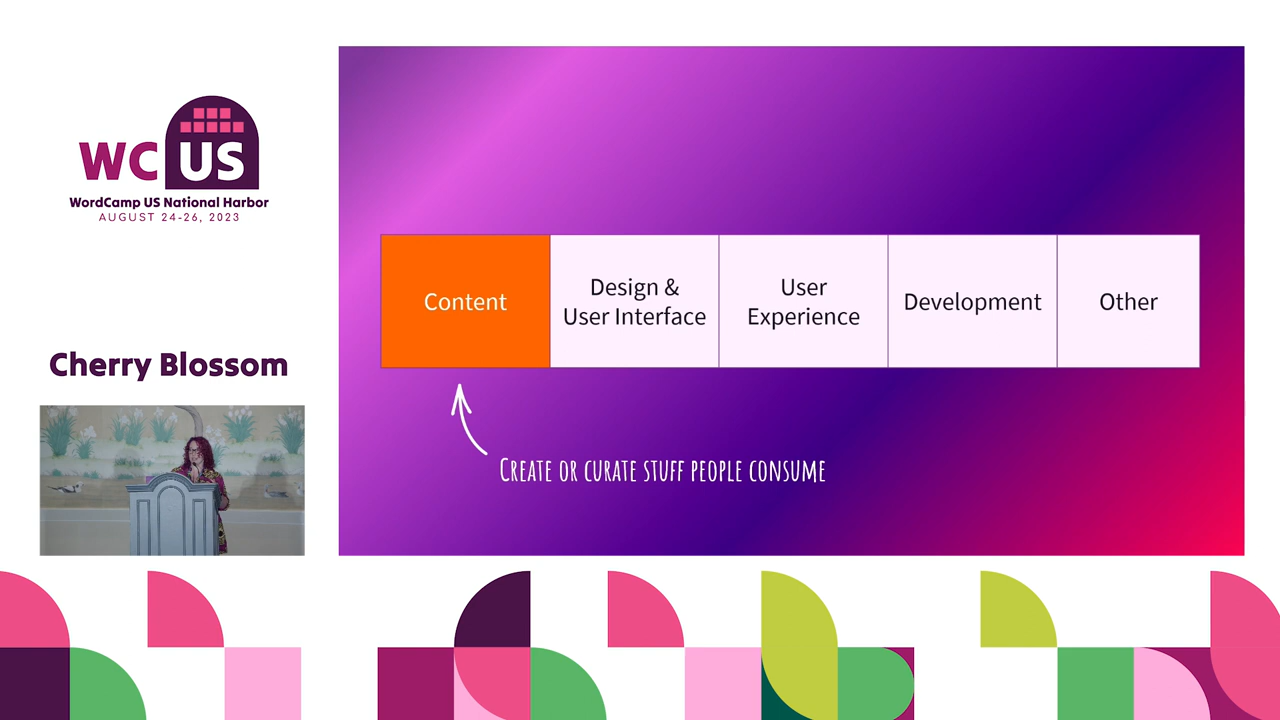 WC US
WordCamp US National Harbor
AUGUST 24-26, 2023
Cherry Blossom
Content
Design &
User Interface
User
Experience
Development
Other
Create or curate stuff people consume